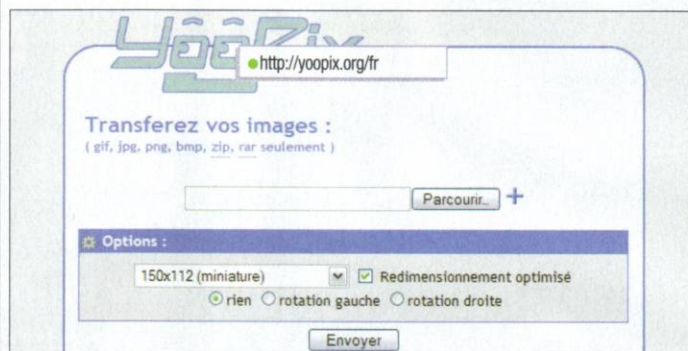 YooPix
http://yoopix.org/fr
Transferez vos images :
( gif, jpg, png, bmp, zip, rar seulement )
Parcourir..
Options :
150x112 (miniature) Redimensionnement optimisé
rien rotation gauche rotation droite
Envoyer